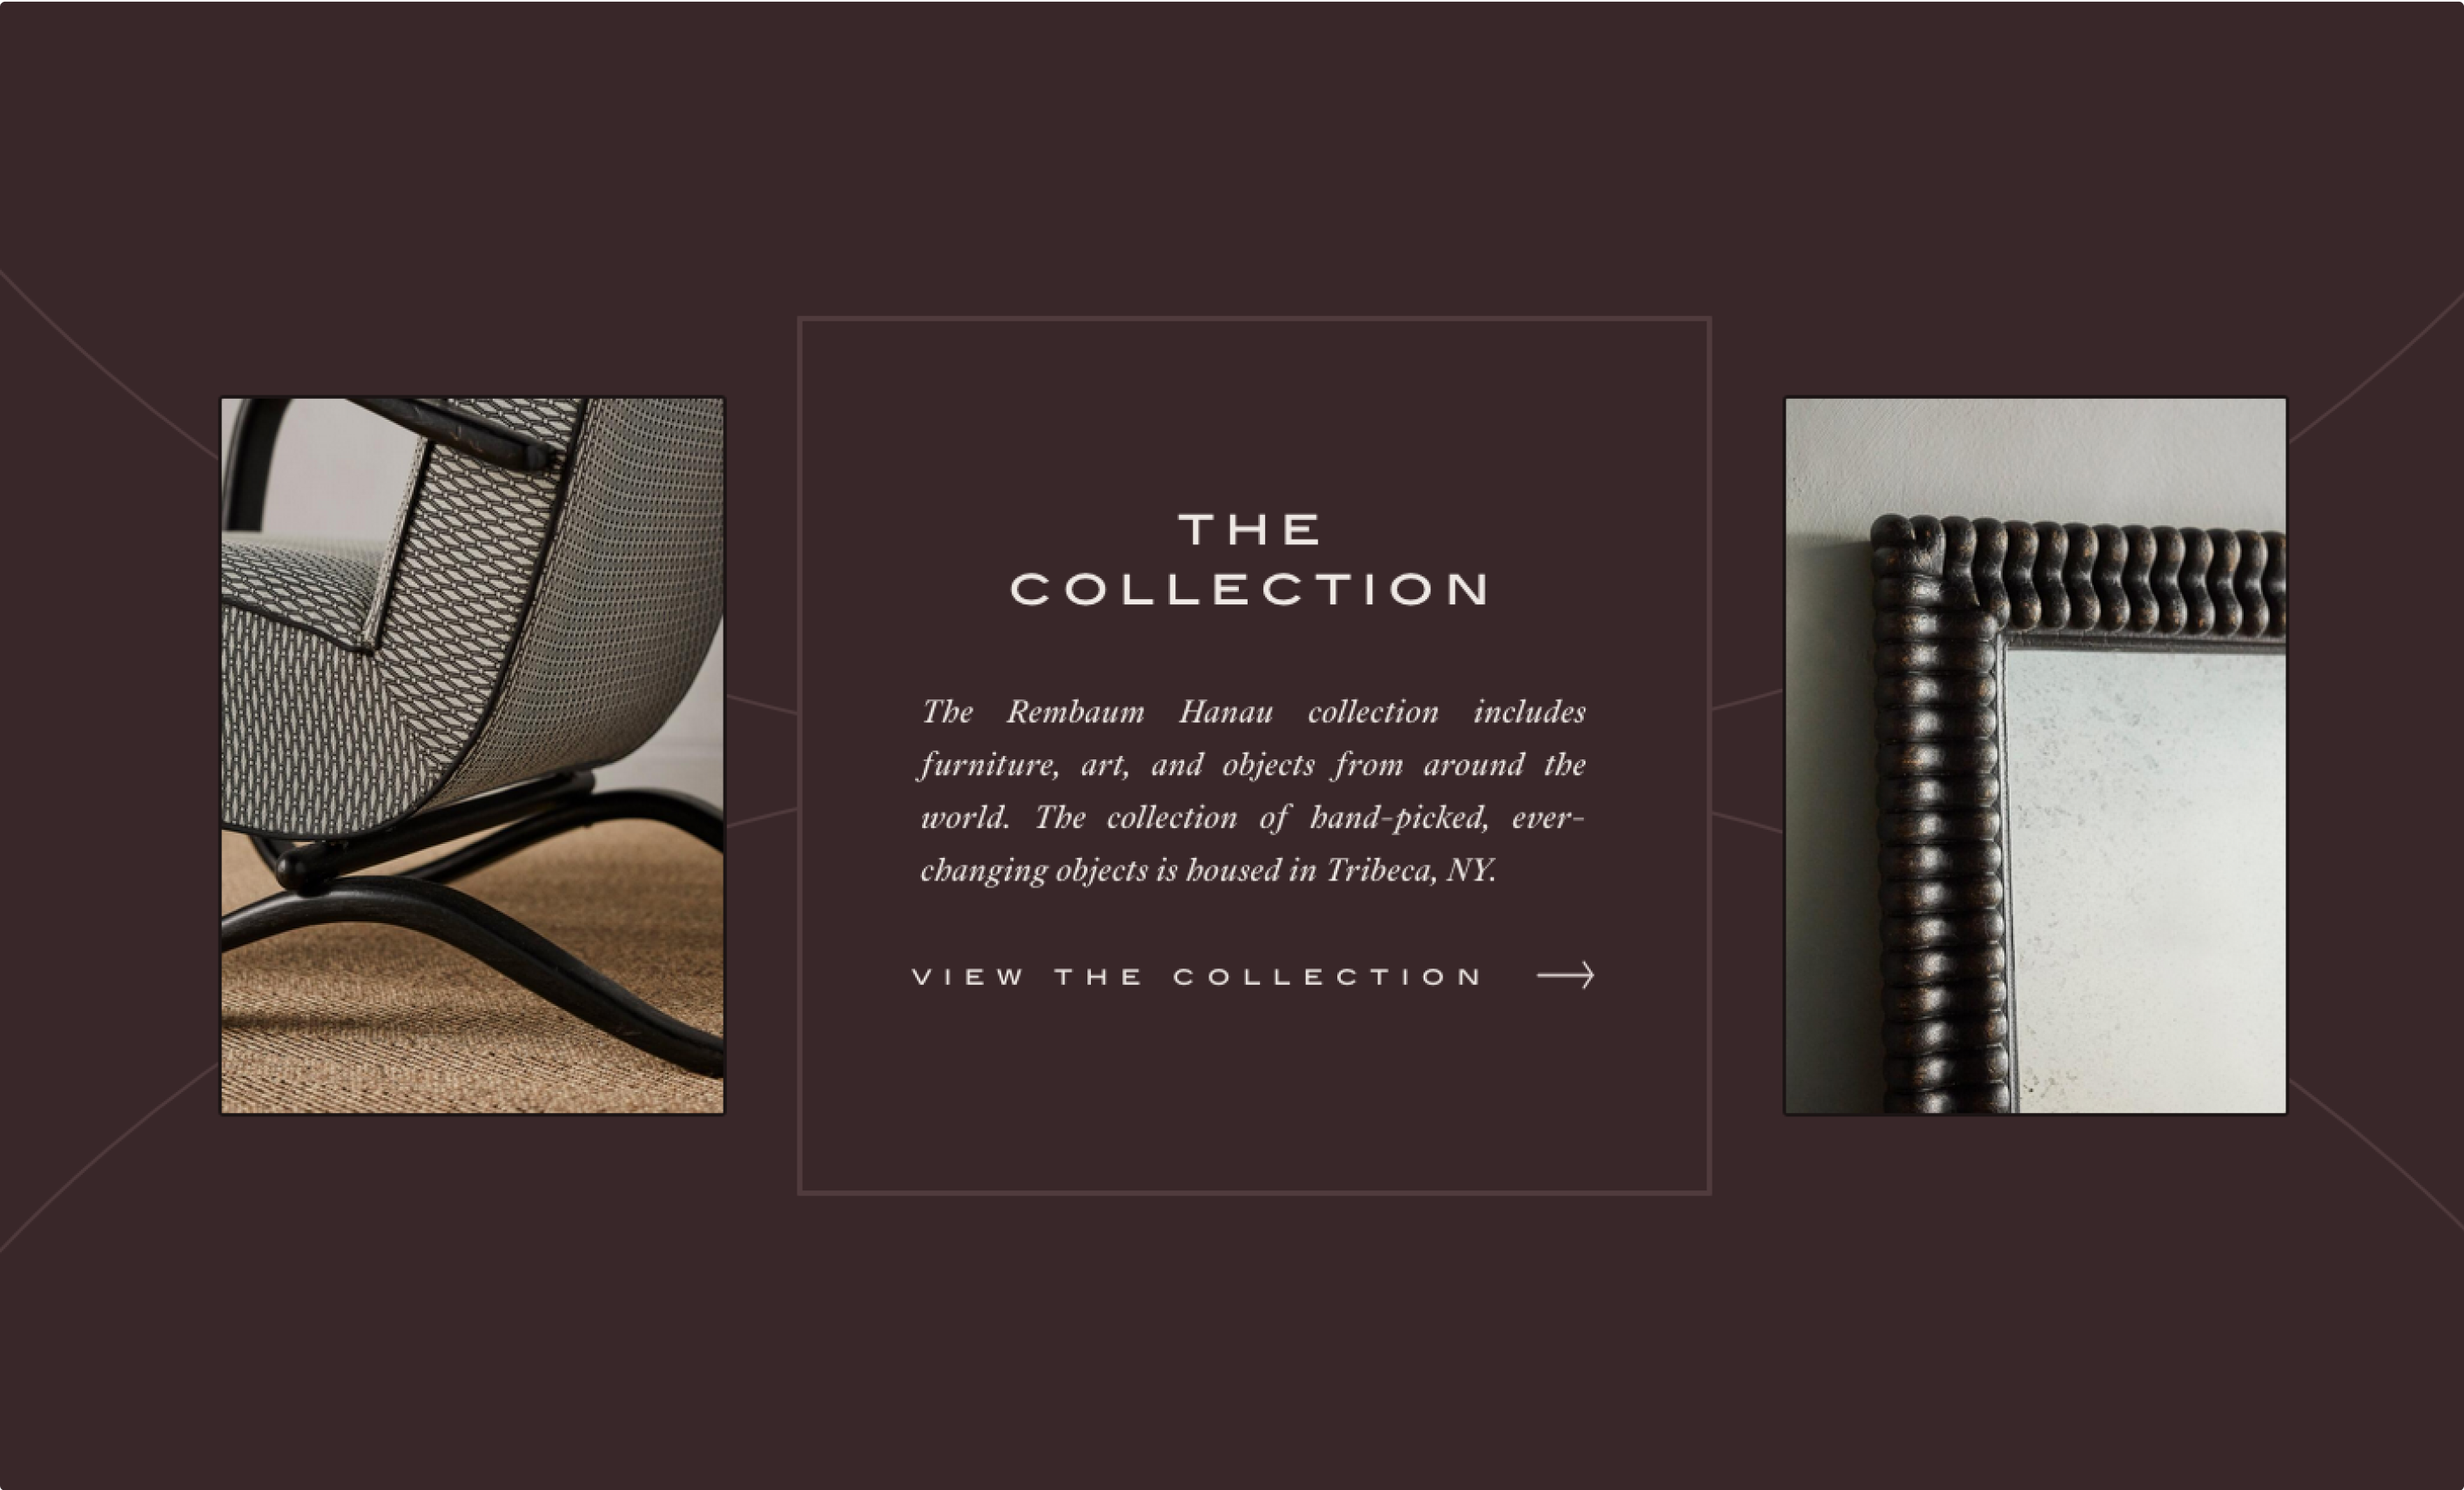 THE
COLLECTION
The Rembaum Hanau collection includes
furniture, art, and objects from around the
world. The collection of hand-picked, ever-
changing objects is housed in Tribeca, NY.
VIEW THE COLLECTION →